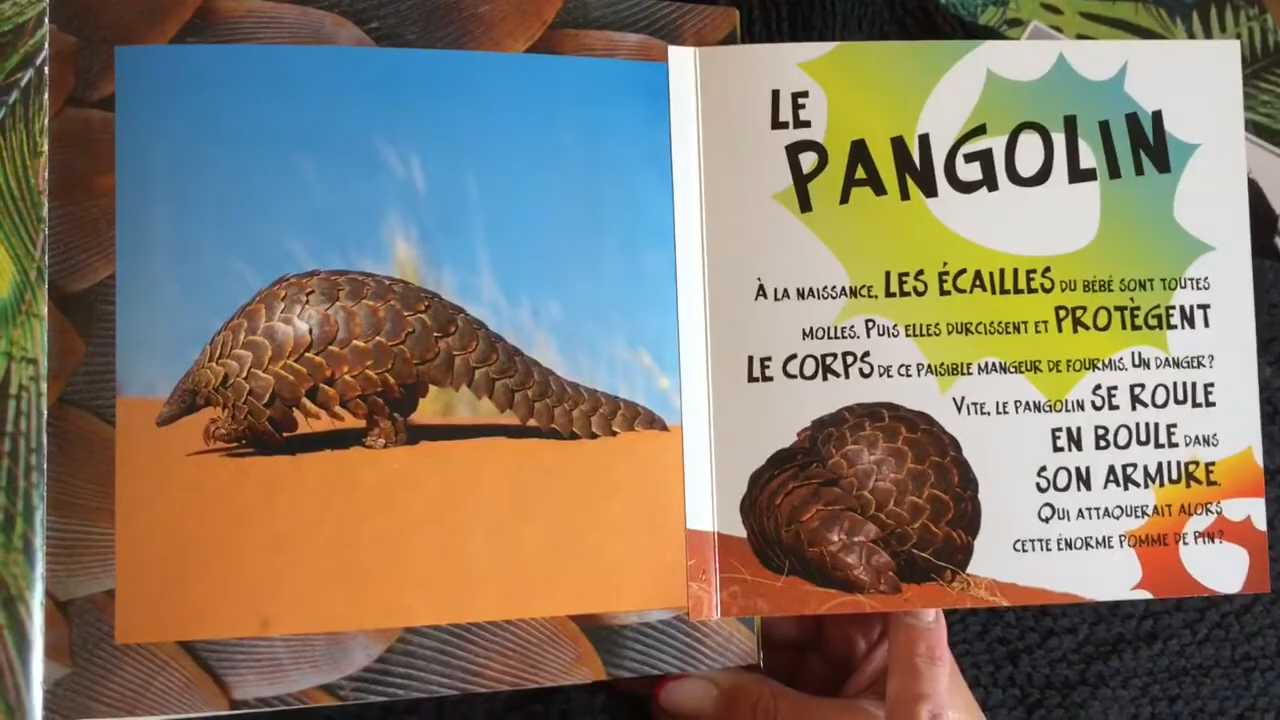 LE
PANGOLIN
À LA NAISSANCE, LES ÉCAILLES DU BÉBÉ SONT TOUTES
MOLLES. PUIS ELLES DURCISSENT ET PROTÈGENT
LE CORPS DE CE PAISIBLE MANGEUR DE FOURMIS. UN DANGER?
VITE, LE PANGOLIN SE ROULE
EN BOULE DANS
SON ARMURE.
QUI ATTAQUERAIT ALORS
CETTE ÉNORME POMME DE PIN?